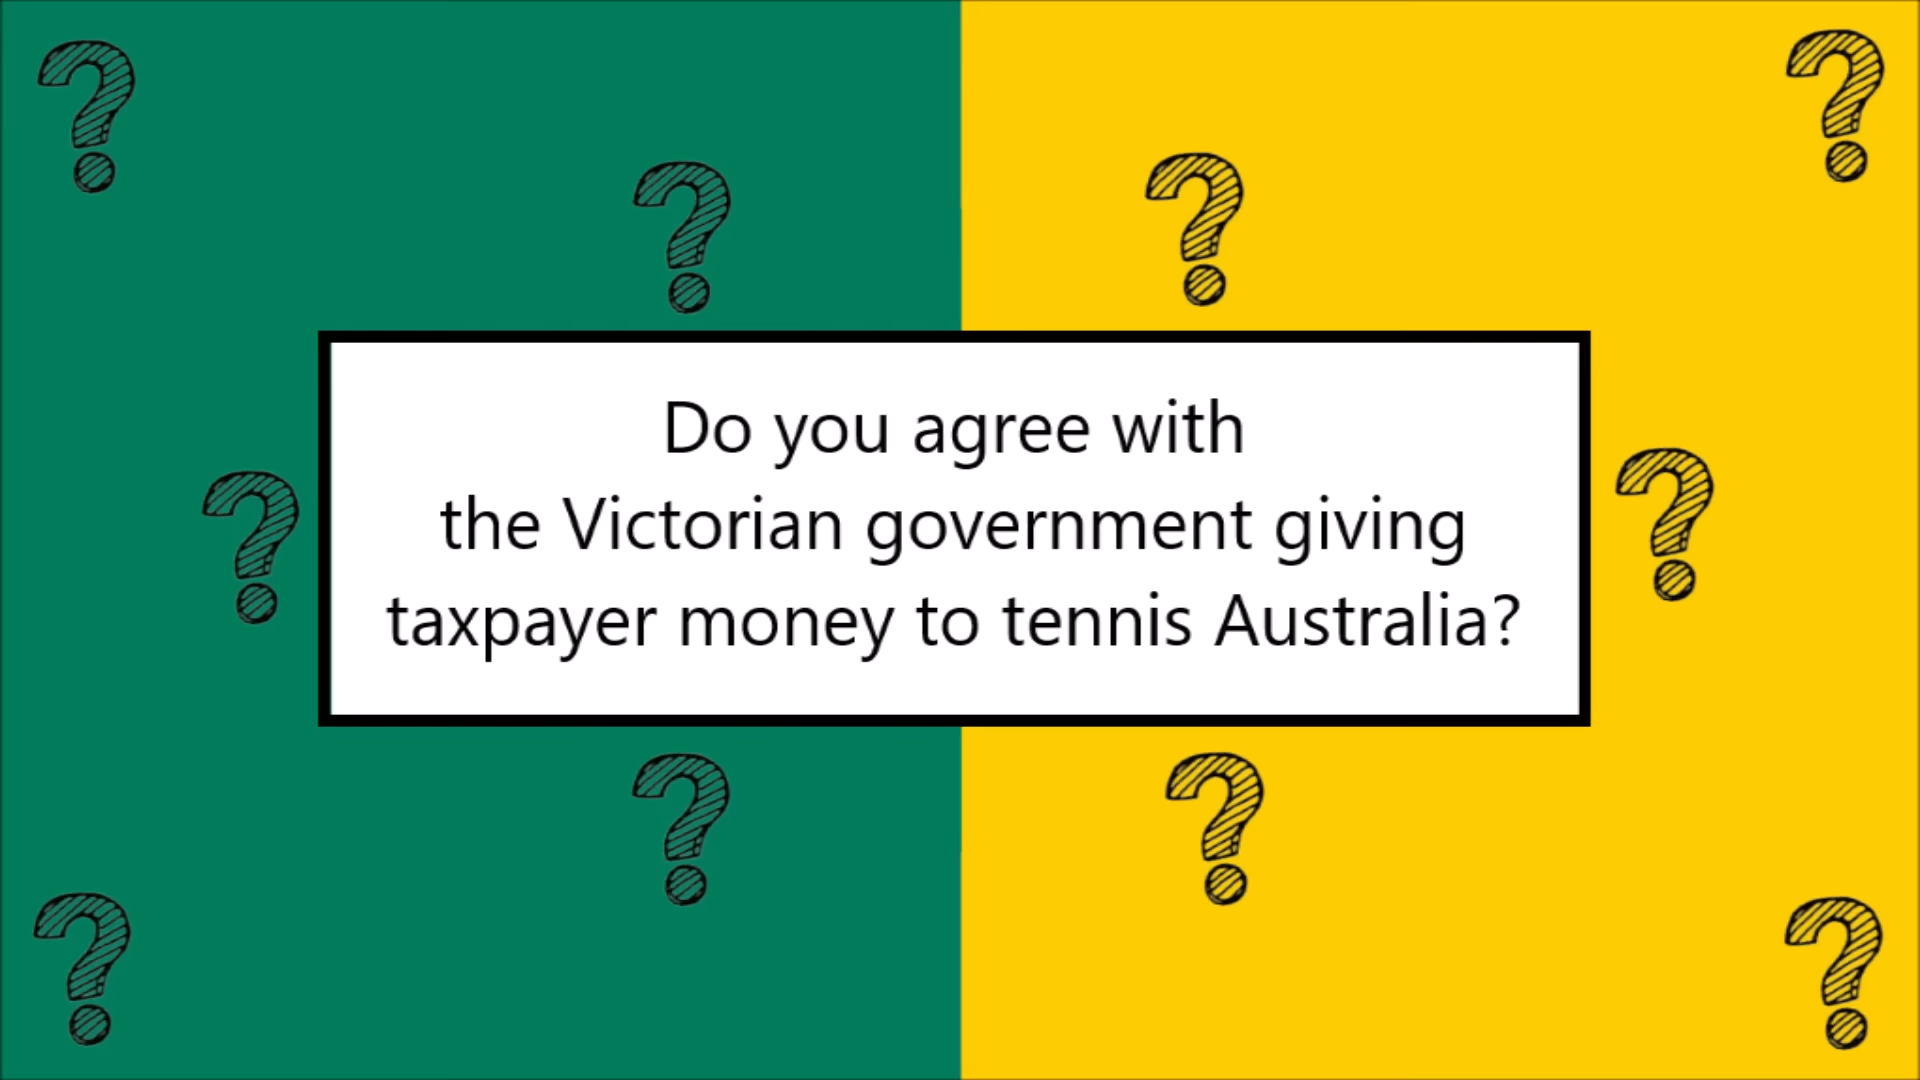 Do you agree with
the Victorian government giving
taxpayer money to tennis Australia?